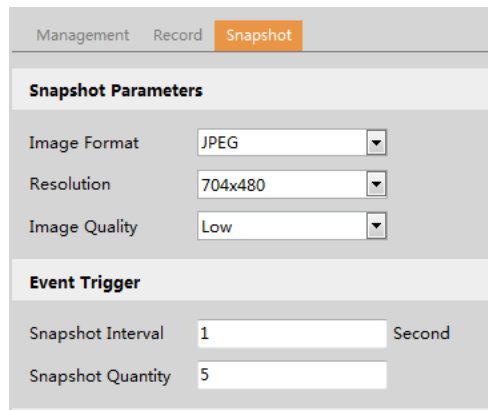 Management Record Snapshot
Snapshot Parameters
Image Format JPEG
Resolution 704x480
Image Quality Low
Event Trigger
Snapshot Interval 1 Second
Snapshot Quantity 5